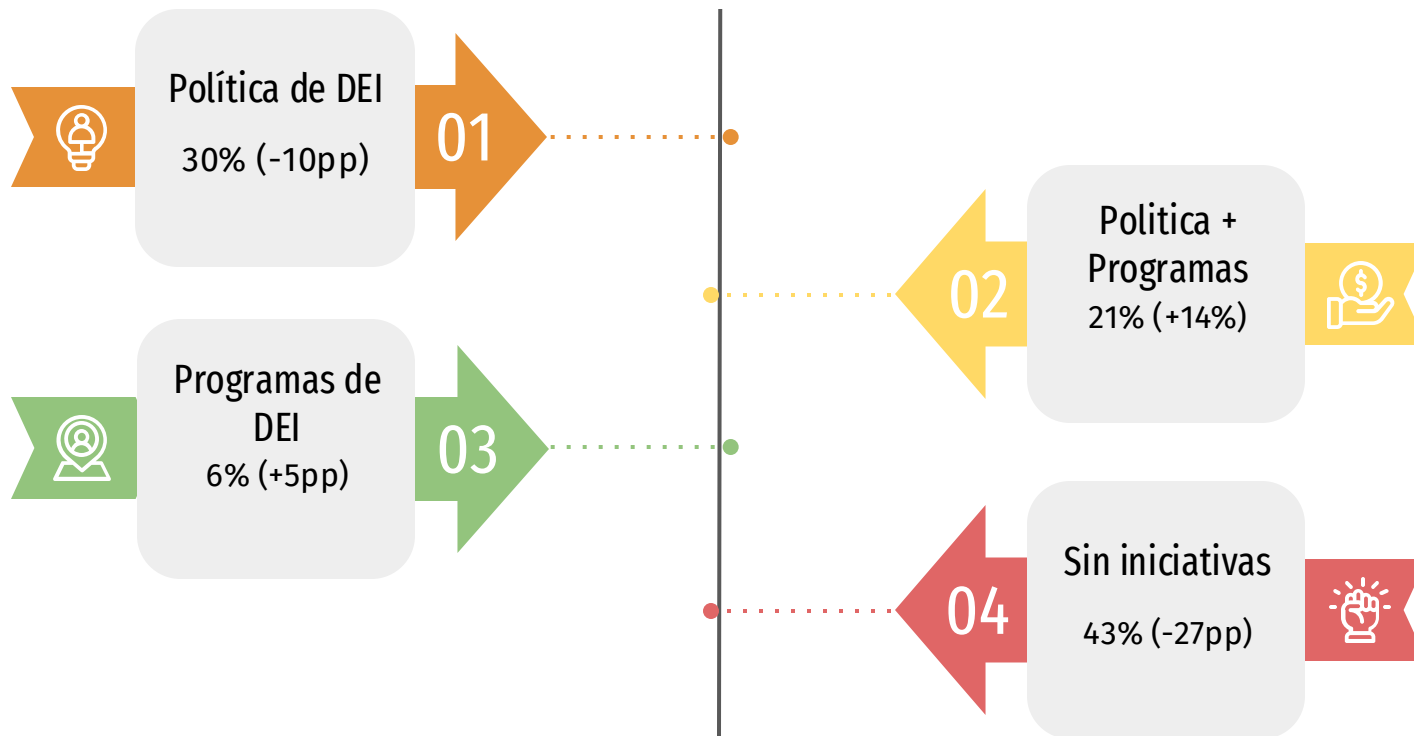 Política de DEI
30% (-10pp)
01
Politica +
Programas
21% (+14%)
02
Programas de
DEI
6% (+5pp)
03
Sin iniciativas
43% (-27pp)
04
$